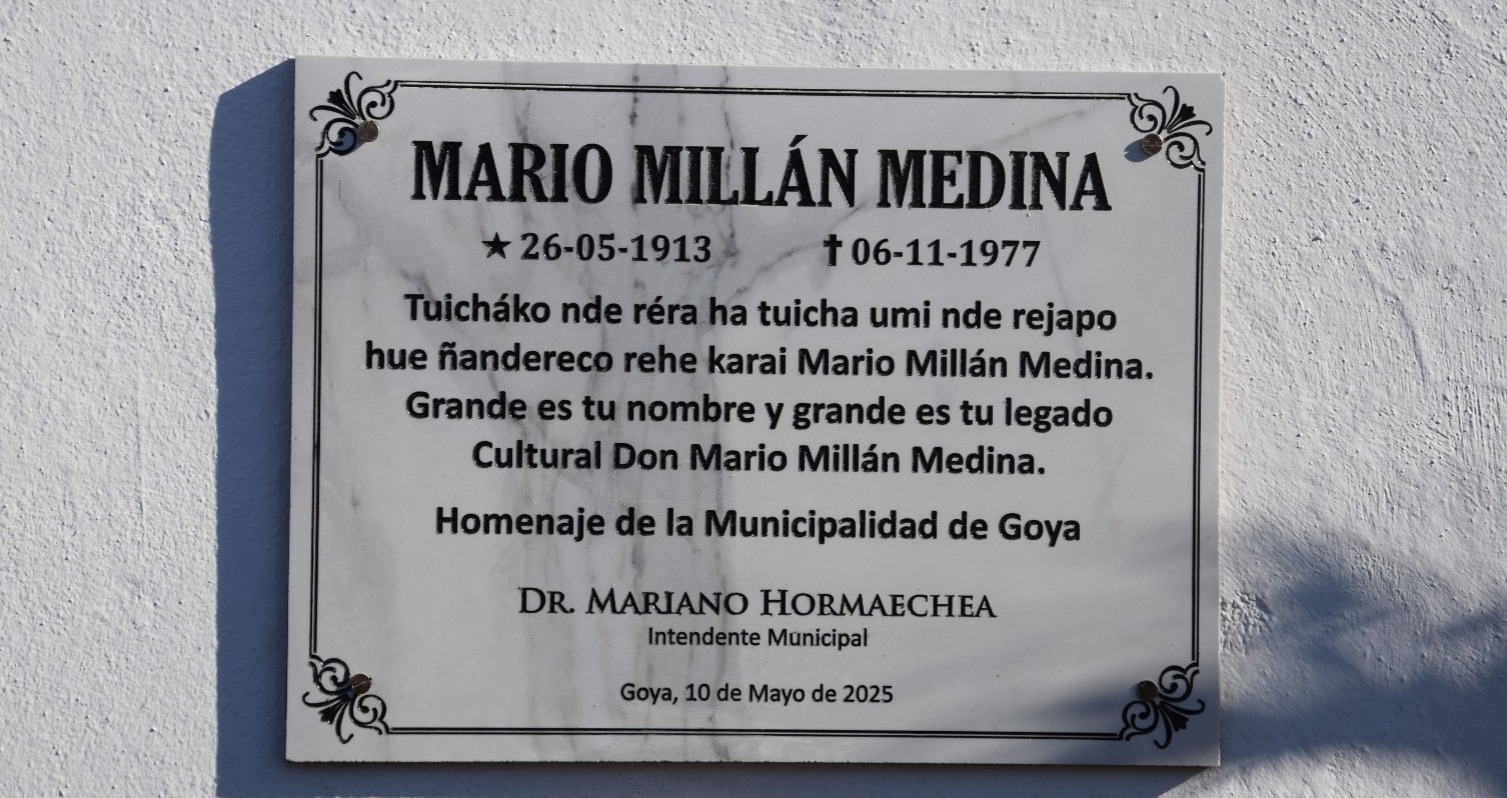 MARIO MILLÁN MEDINA
★ 26-05-1913 † 06-11-1977
Tuicháko nde réra ha tuicha umi nde rejapo
hue ñandereco rehe karai Mario Millán Medina.
Grande es tu nombre y grande es tu legado
Cultural Don Mario Millán Medina.
Homenaje de la Municipalidad de Goya
DR. MARIANO HORMAECHEA
Intendente Municipal
Goya, 10 de Mayo de 2025